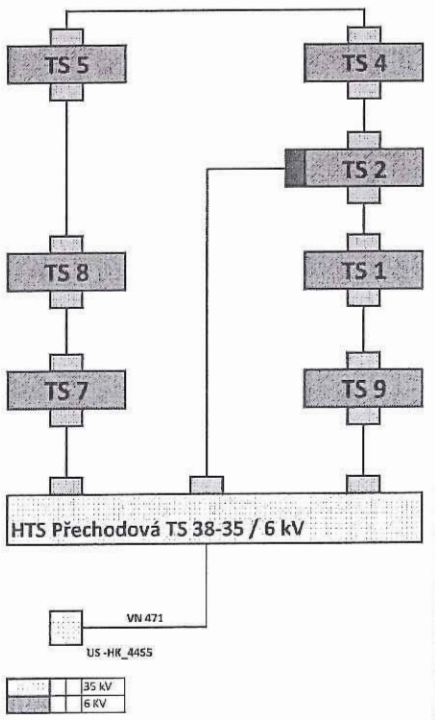 TS 5
TS 4
TS 2
TS 8
TS 1
TS 7
TS 9
HTS Přechodová TS 38-35 / 6 kV
VN 471
US -HK_4455
35 kV
6 KV